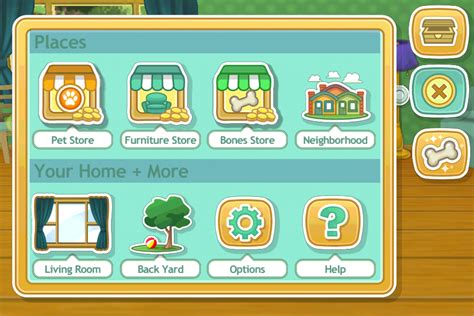 Places
Pet Store
Furniture Store
Bones Store
Neighborhood
Your Home + More
Living Room
Back Yard
Options
?
Help